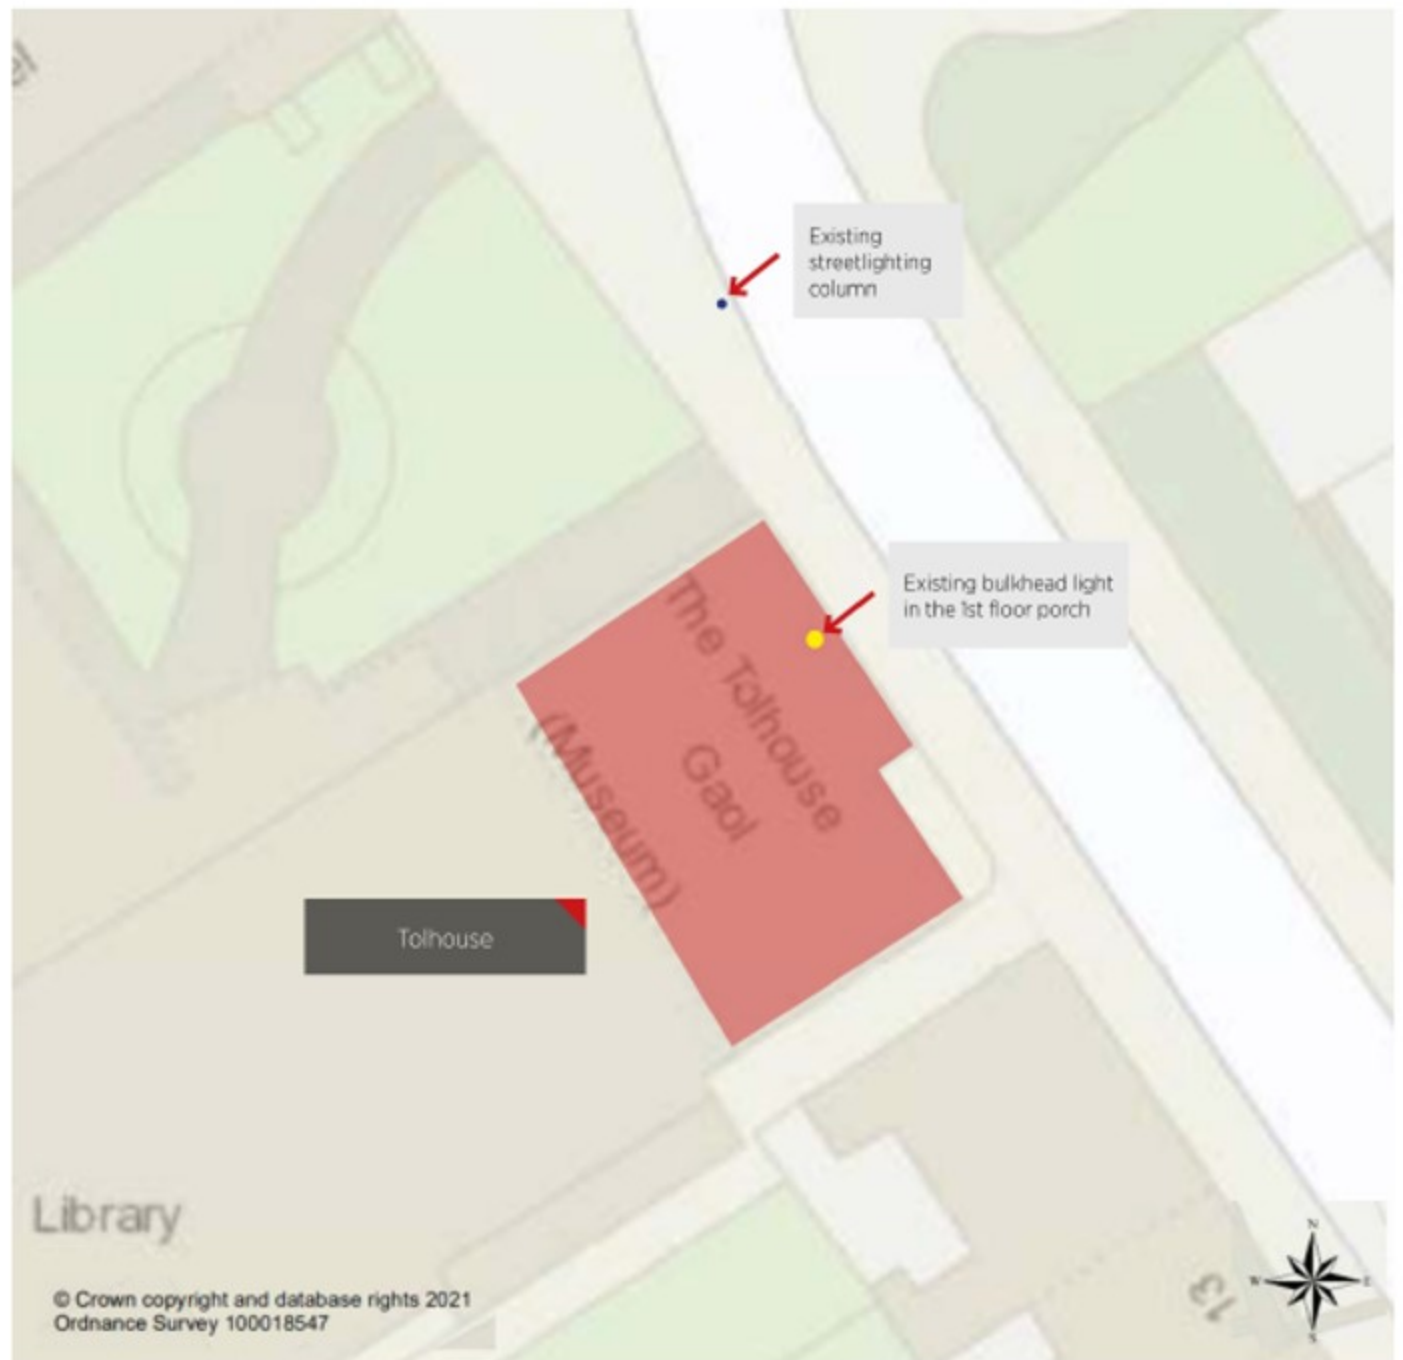 el
Existing
streetlighting
column
Existing bulkhead light
in the 1st floor porch
The Tolhouse
Gaol
(Museum)
Tolhouse
Library
© Crown copyright and database rights 2021
Ordnance Survey 100018547
13
N
W
E
S